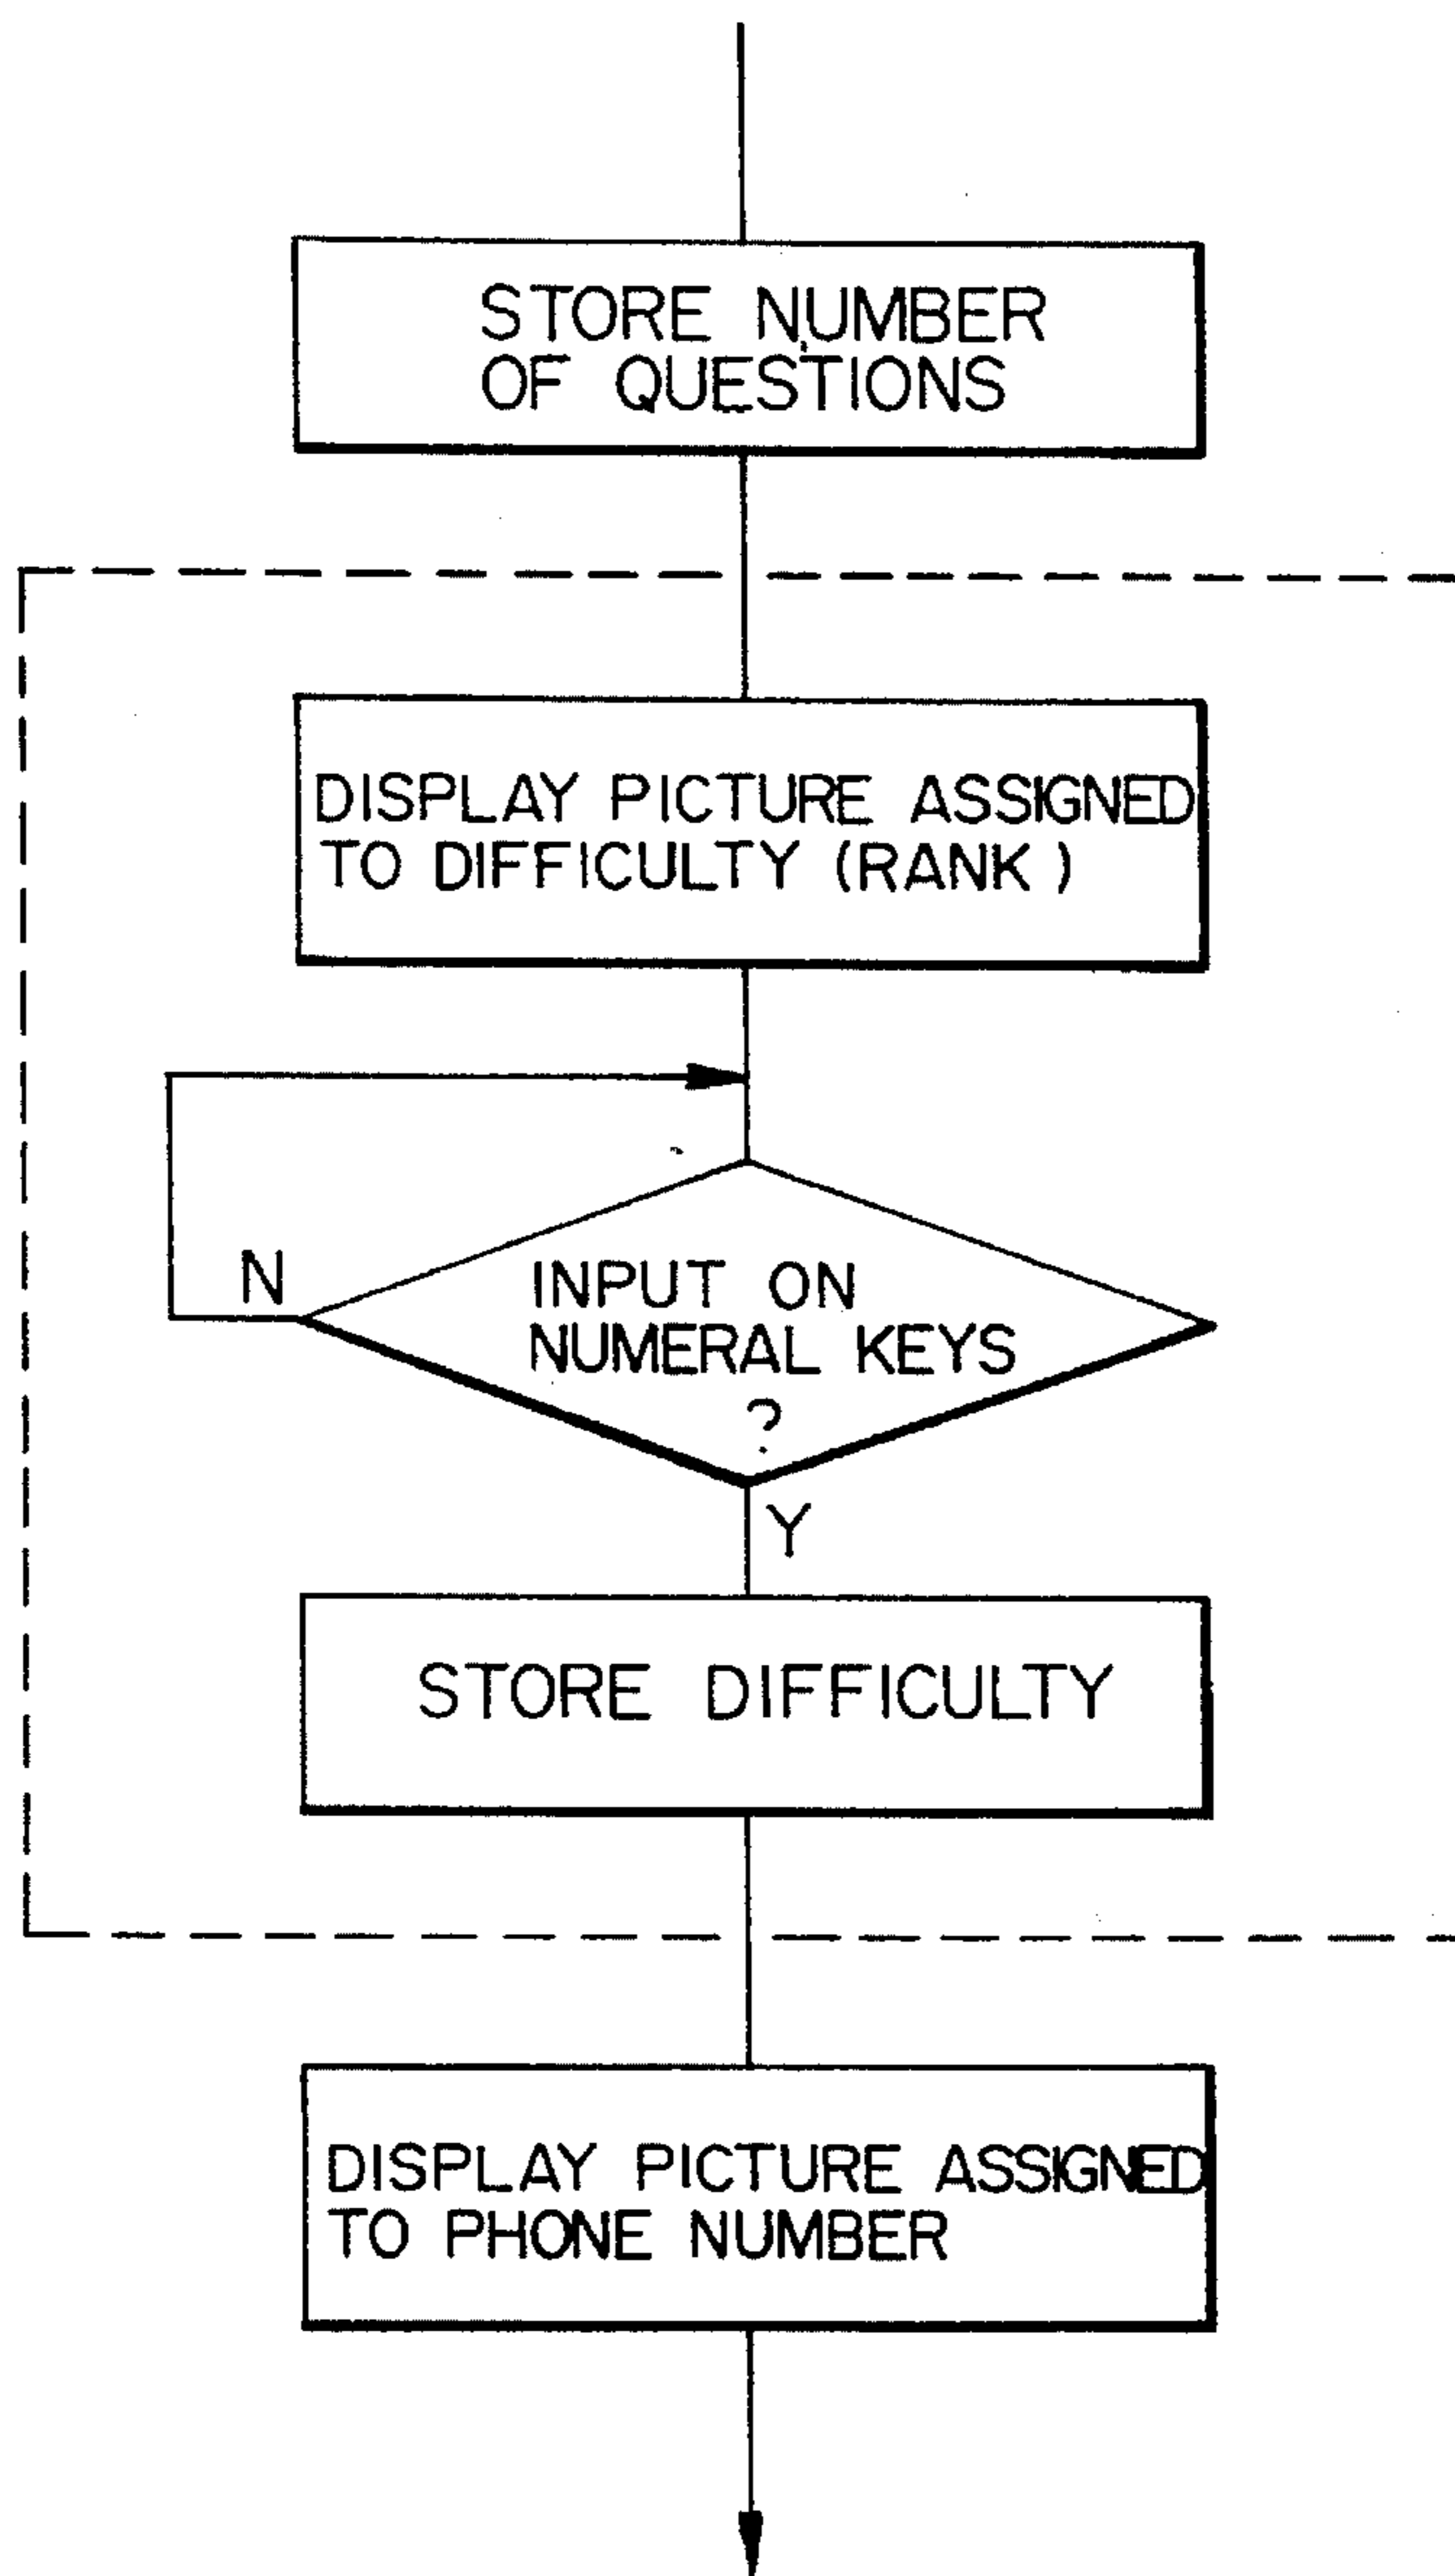 STORE NUMBER
OF QUESTIONS
DISPLAY PICTURE ASSIGNED
TO DIFFICULTY (RANK)
N
INPUT ON
NUMERAL KEYS
?
Y
STORE DIFFICULTY
DISPLAY PICTURE ASSIGNED
TO PHONE NUMBER